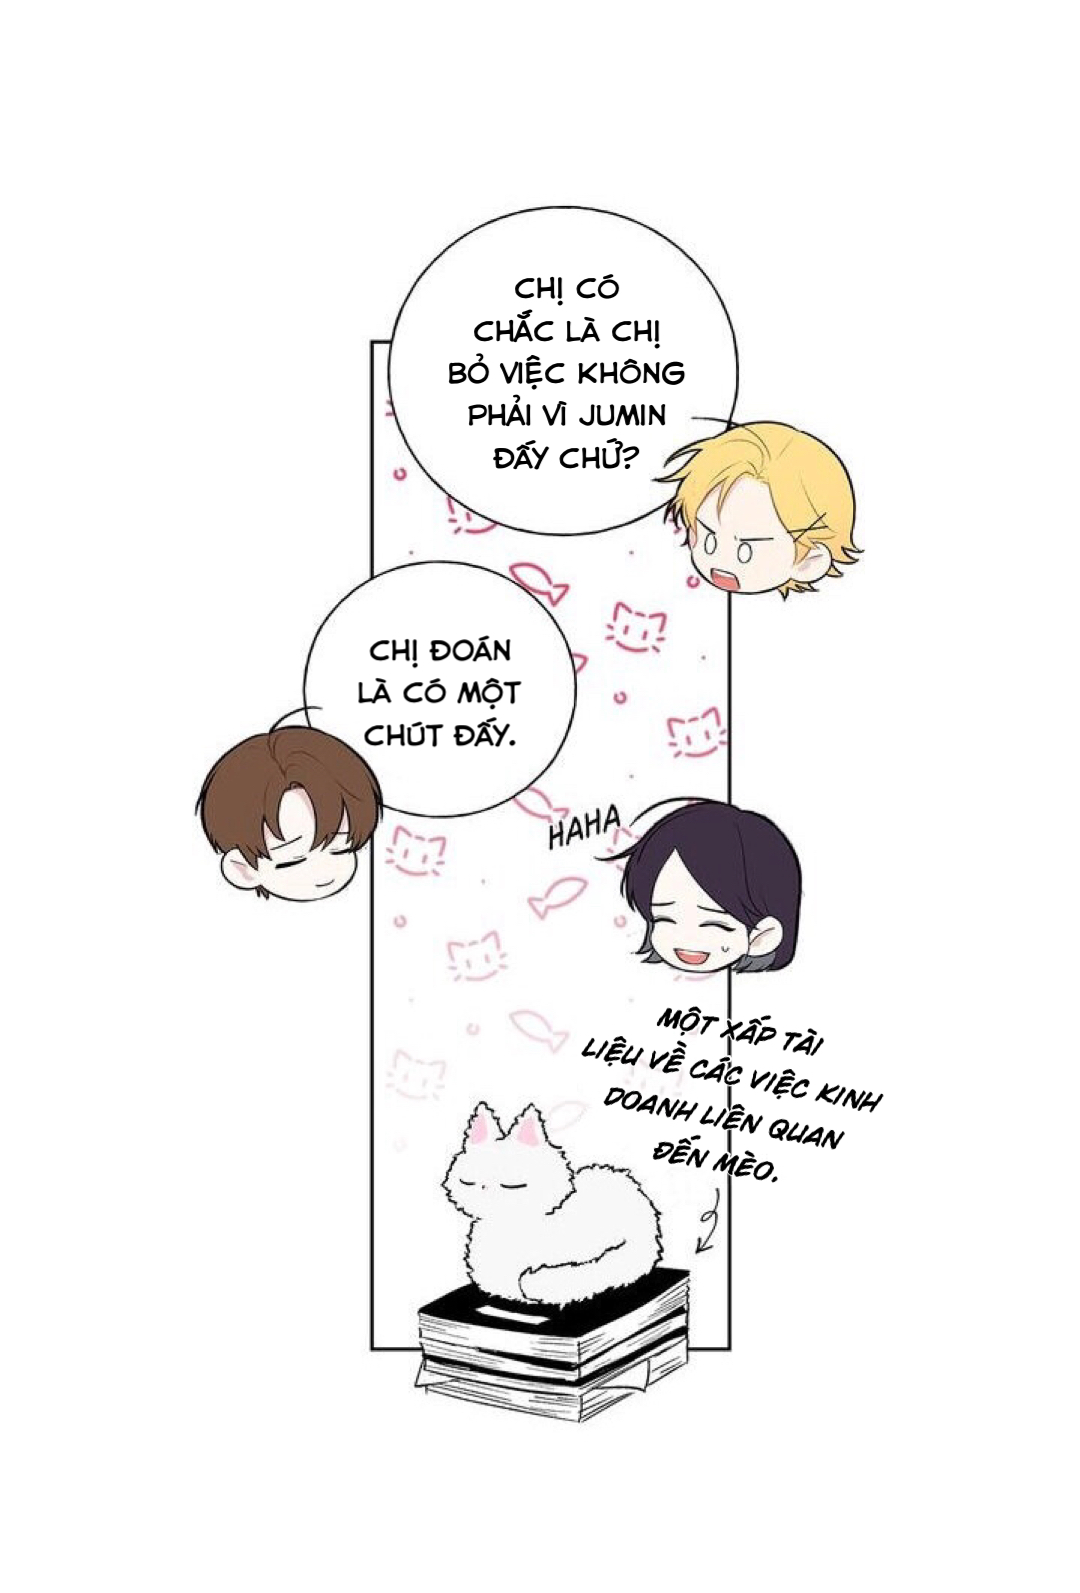 CHỊ CÓ
CHẮC LÀ CHỊ
BỎ VIỆC KHÔNG
PHẢI VÌ JUMIN
ĐẤY CHỨ?
CHỊ ĐOÁN
LÀ CÓ MỘT
CHÚT ĐẤY.
HAHA
MỘT XẤP TÀI
LIỆU VỀ CÁC VIỆC KINH
DOANH LIÊN QUAN
ĐẾN MÈO.